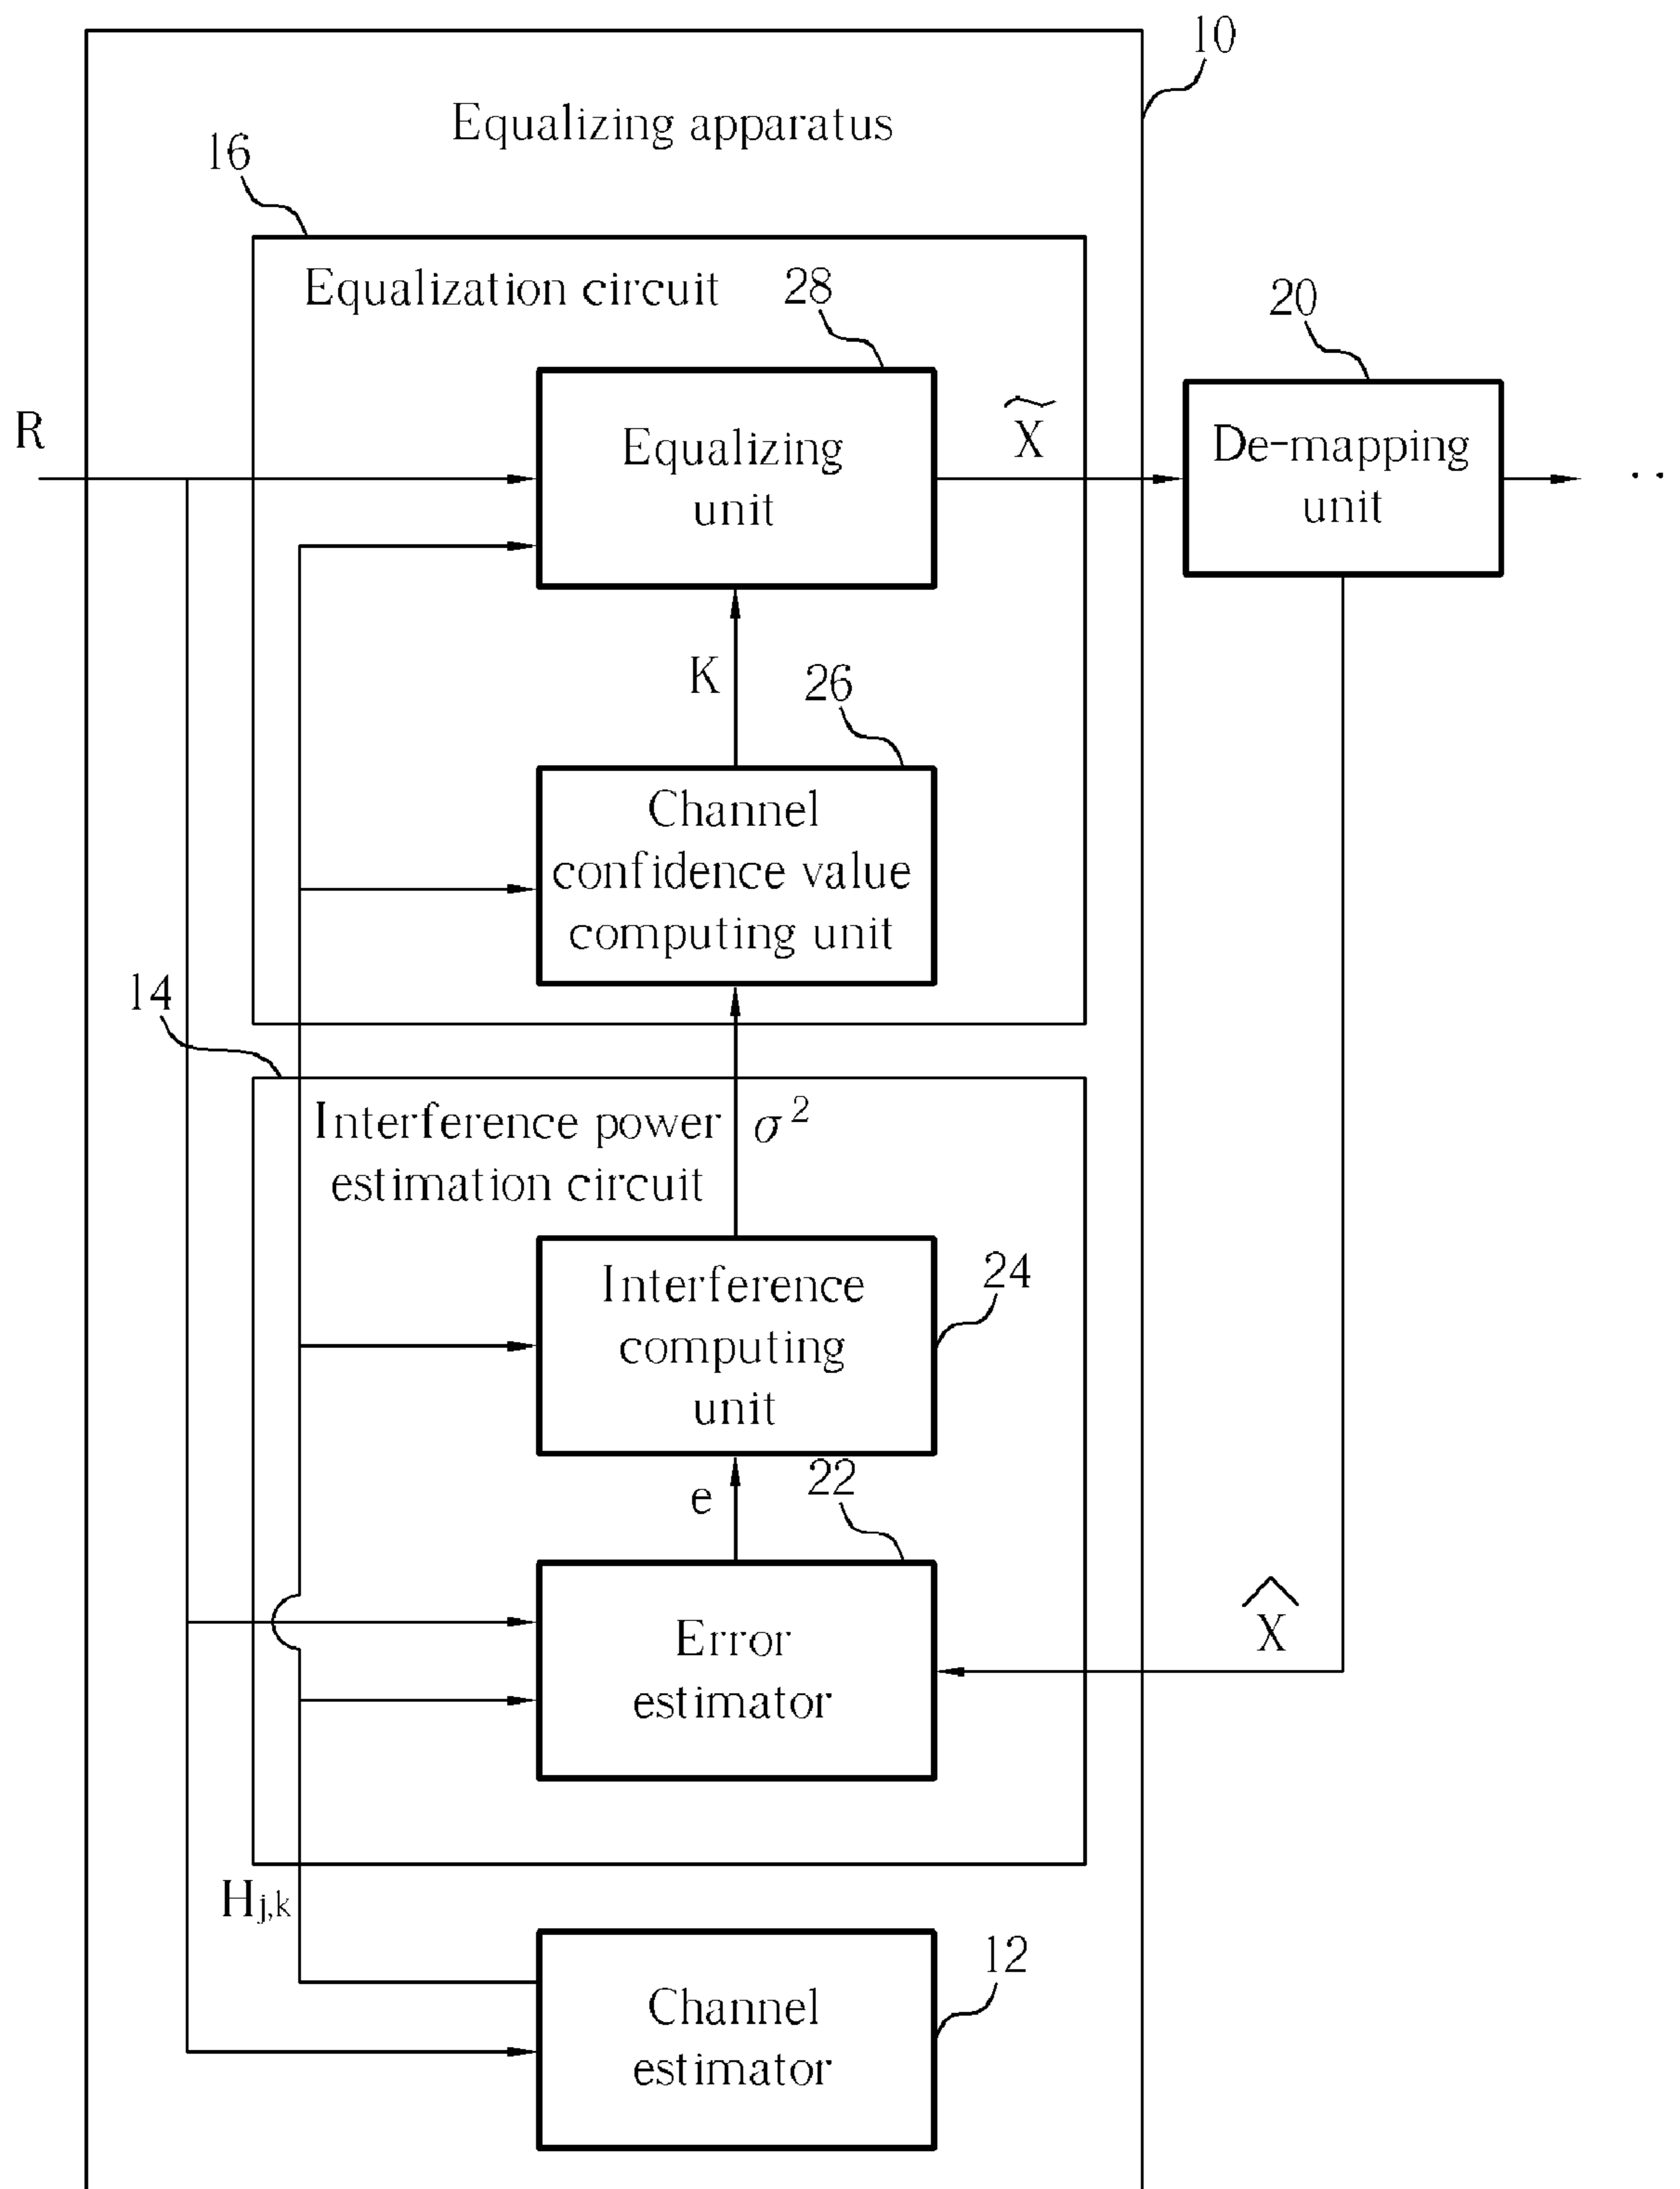 10
Equalizing apparatus
16
Equalization circuit
28
20
R
Equalizing
unit
X̃
De-mapping
unit
. .
K
26
Channel
confidence value
computing unit
14
Interference power
estimation circuit
σ²
Interference
computing
unit
24
e
22
Error
estimator
X̂
Hj,k
Channel
estimator
12